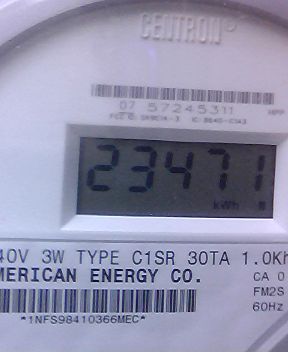 CENTRON
07 57245311
23471
kWh
40V 3W TYPE C1SR 30TA 1.0Kh
MERICAN ENERGY CO.
CA 0
FM2S
60Hz
*1NFS98410366MEC*